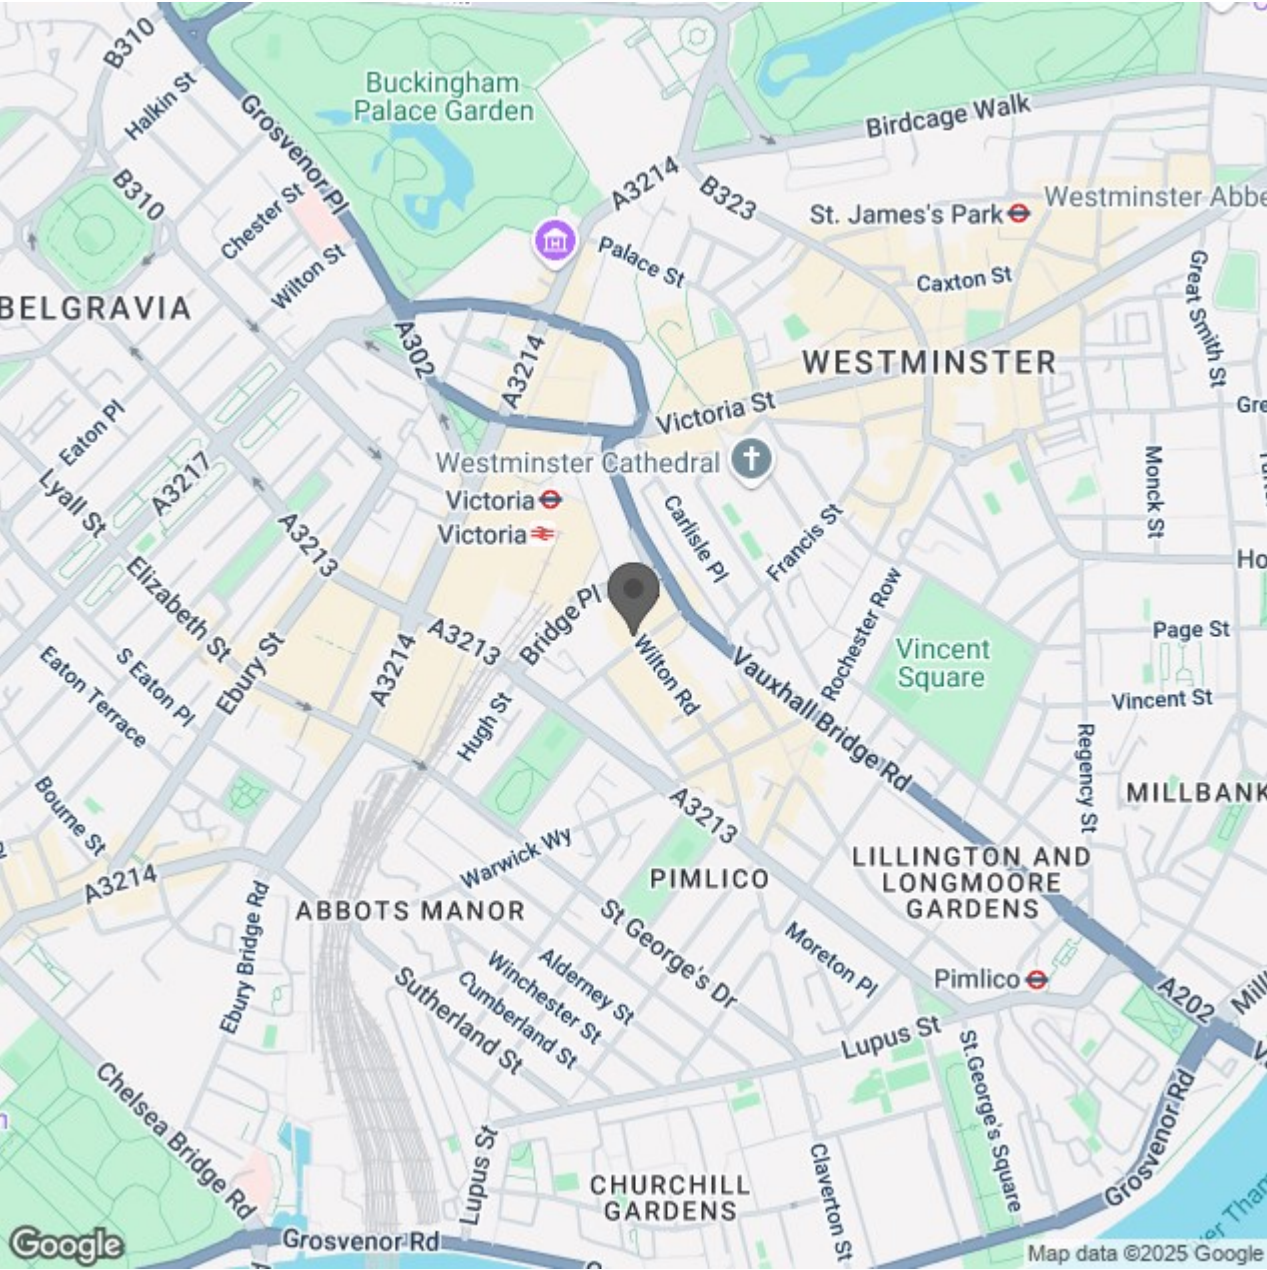 B310
Halkin St
Grosvenor Pl
Buckingham
Palace Garden
Birdcage Walk
B310
Chester St
Wilton St
A3214
B323
St. James's Park
Westminster Abbe
Palace St
Caxton St
Great Smith St
BELGRAVIA
A302
A3214
WESTMINSTER
Victoria St
Eaton Pl
Gre
Westminster Cathedral
A3217
Lyall St
Victoria
Victoria
Carlisle Pl
Francis St
Monck St
A3213
Elizabeth St
Bridge Pl
Rochester Row
Ho
Page St
A3213
S Eaton Pl
Ebury St
A3214
Wilton Rd
Vincent
Square
Eaton Terrace
Vauxhall Bridge Rd
Vincent St
Hugh St
Regency St
Bourne St
MILLBANK
A3213
Warwick Wy
LILLINGTON AND
LONGMOORE
GARDENS
A3214
PIMLICO
ABBOTS MANOR
Ebury Bridge Rd
St George's Dr
Moreton Pl
Alderney St
Winchester St
Cumberland St
Sutherland St
Pimlico
A202
Mill
Lupus St
St.George's Square
Chelsea Bridge Rd
Grosvenor Rd
Lupus St
Claverton St
CHURCHILL
GARDENS
Grosvenor Rd
Google
Map data ©2025 Google